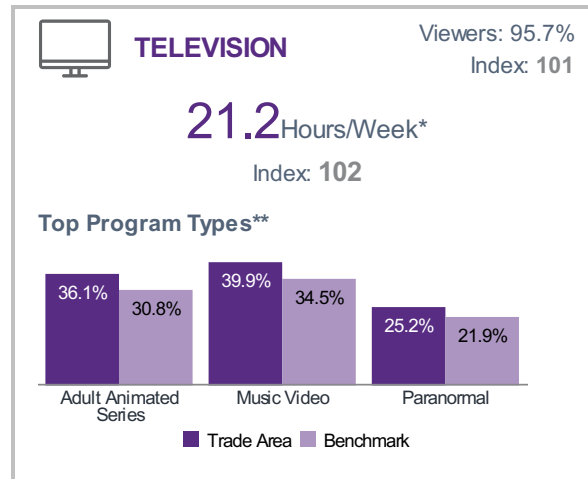 TELEVISION
Viewers: 95.7%
Index: 101
21.2Hours/Week*
Index: 102
Top Program Types**
36.1%
30.8%
39.9%
34.5%
25.2%
21.9%
Adult Animated
Series
Music Video
Paranormal
Trade Area
Benchmark